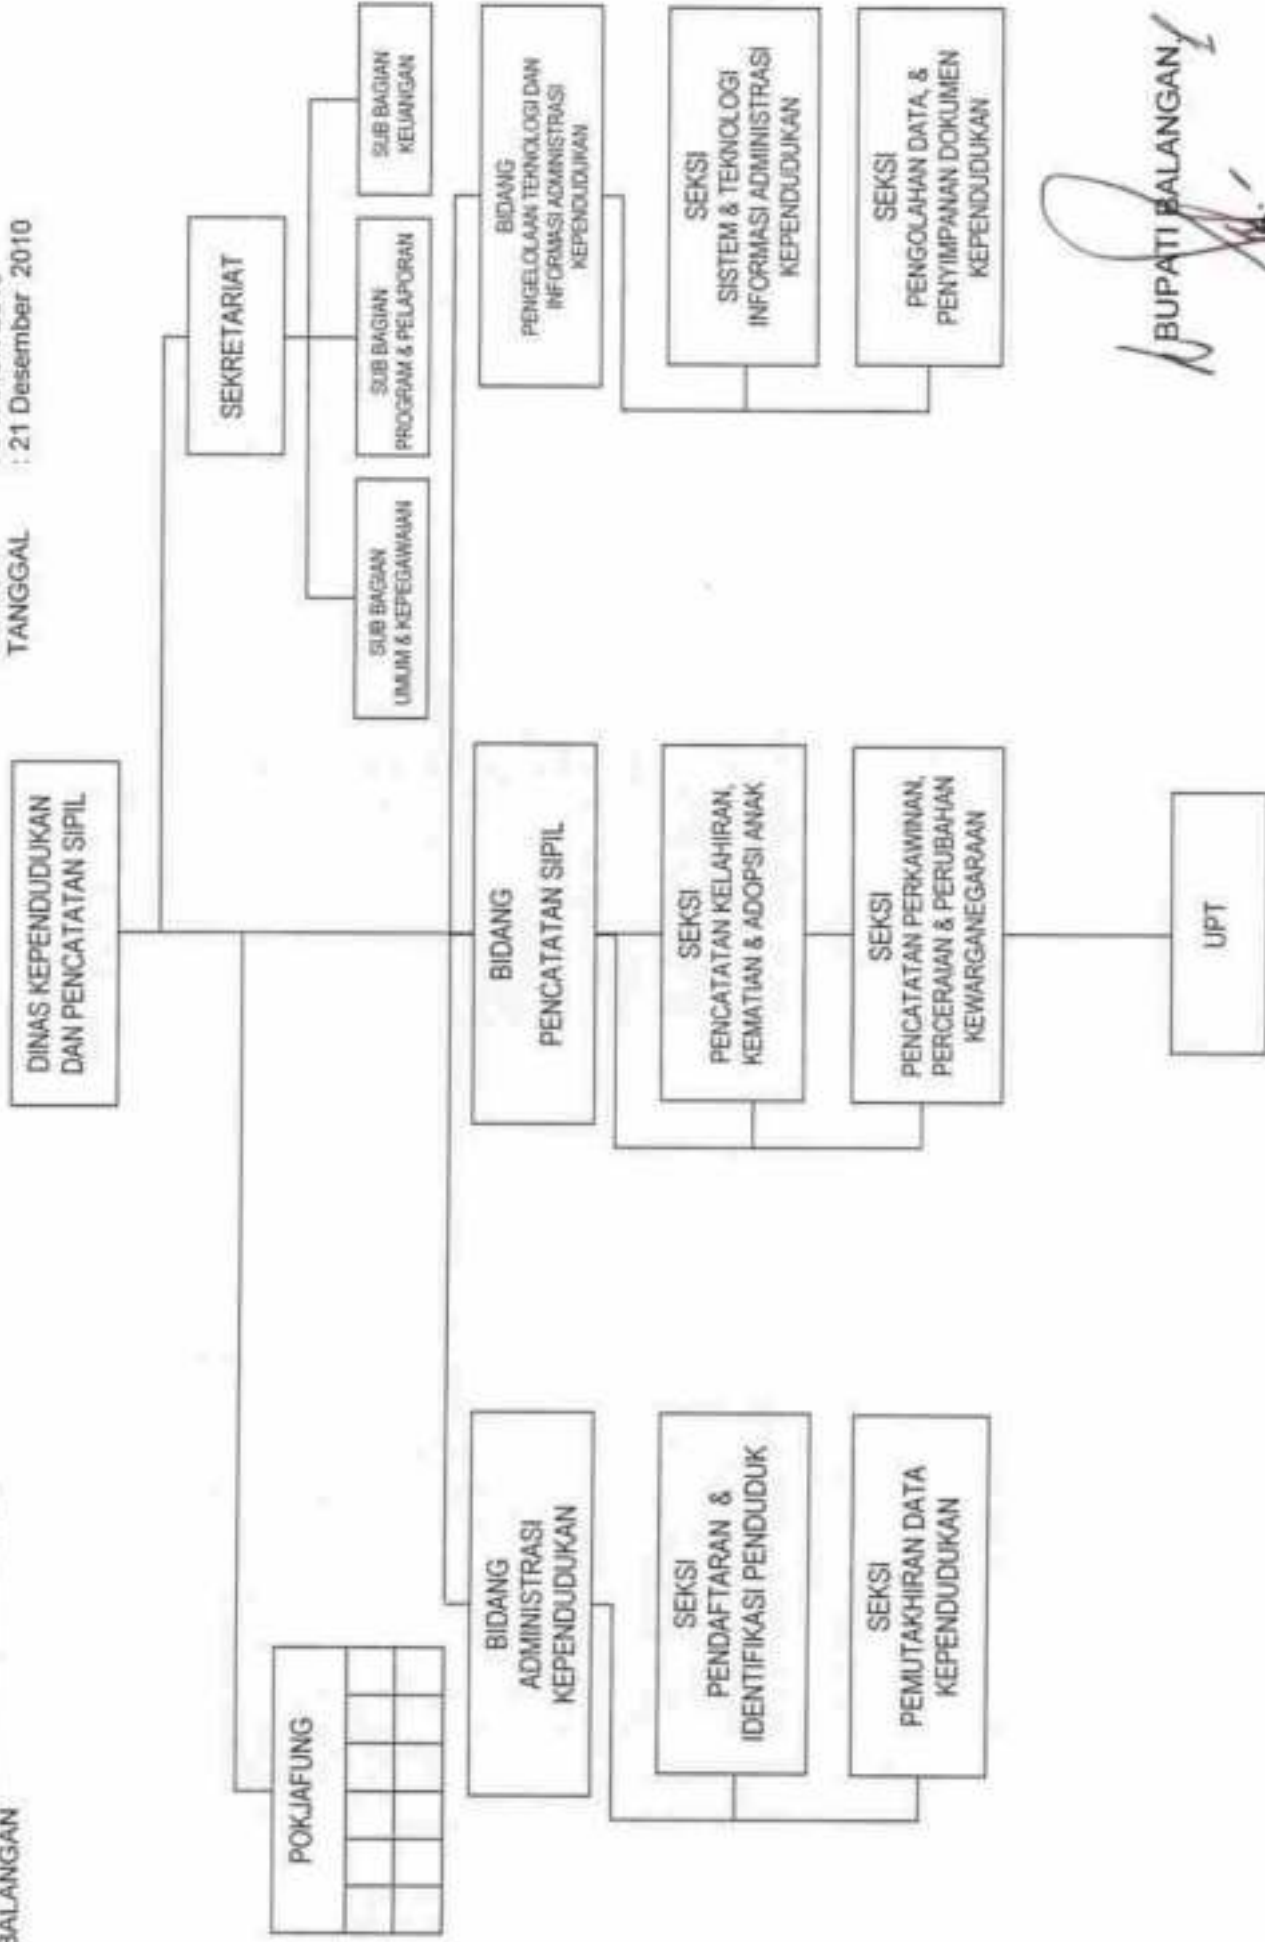 BALANGAN
TANGGAL : 21 Desember 2010
DINAS KEPENDUDUKAN
DAN PENCATATAN SIPIL
SEKRETARIAT
POKJAFUNG
SUB BAGIAN
UMUM & KEPEGAWAIAN
SUB BAGIAN
PROGRAM & PELAPORAN
SUB BAGIAN
KEUANGAN
BIDANG
ADMINISTRASI
KEPENDUDUKAN
BIDANG
PENCATATAN SIPIL
BIDANG
PENGELOLAAN TEKNOLOGI DAN
INFORMASI ADMINISTRASI
KEPENDUDUKAN
SEKSI
PENDAFTARAN &
IDENTIFIKASI PENDUDUK
SEKSI
PENCATATAN KELAHIRAN,
KEMATIAN & ADOPSI ANAK
SEKSI
SISTEM & TEKNOLOGI
INFORMASI ADMINISTRASI
KEPENDUDUKAN
SEKSI
PEMUTAKHIRAN DATA
KEPENDUDUKAN
SEKSI
PENCATATAN PERKAWINAN,
PERCERAIAN & PERUBAHAN
KEWARGANEGARAAN
SEKSI
PENGOLAHAN DATA, &
PENYIMPANAN DOKUMEN
KEPENDUDUKAN
UPT
BUPATI BALANGAN,